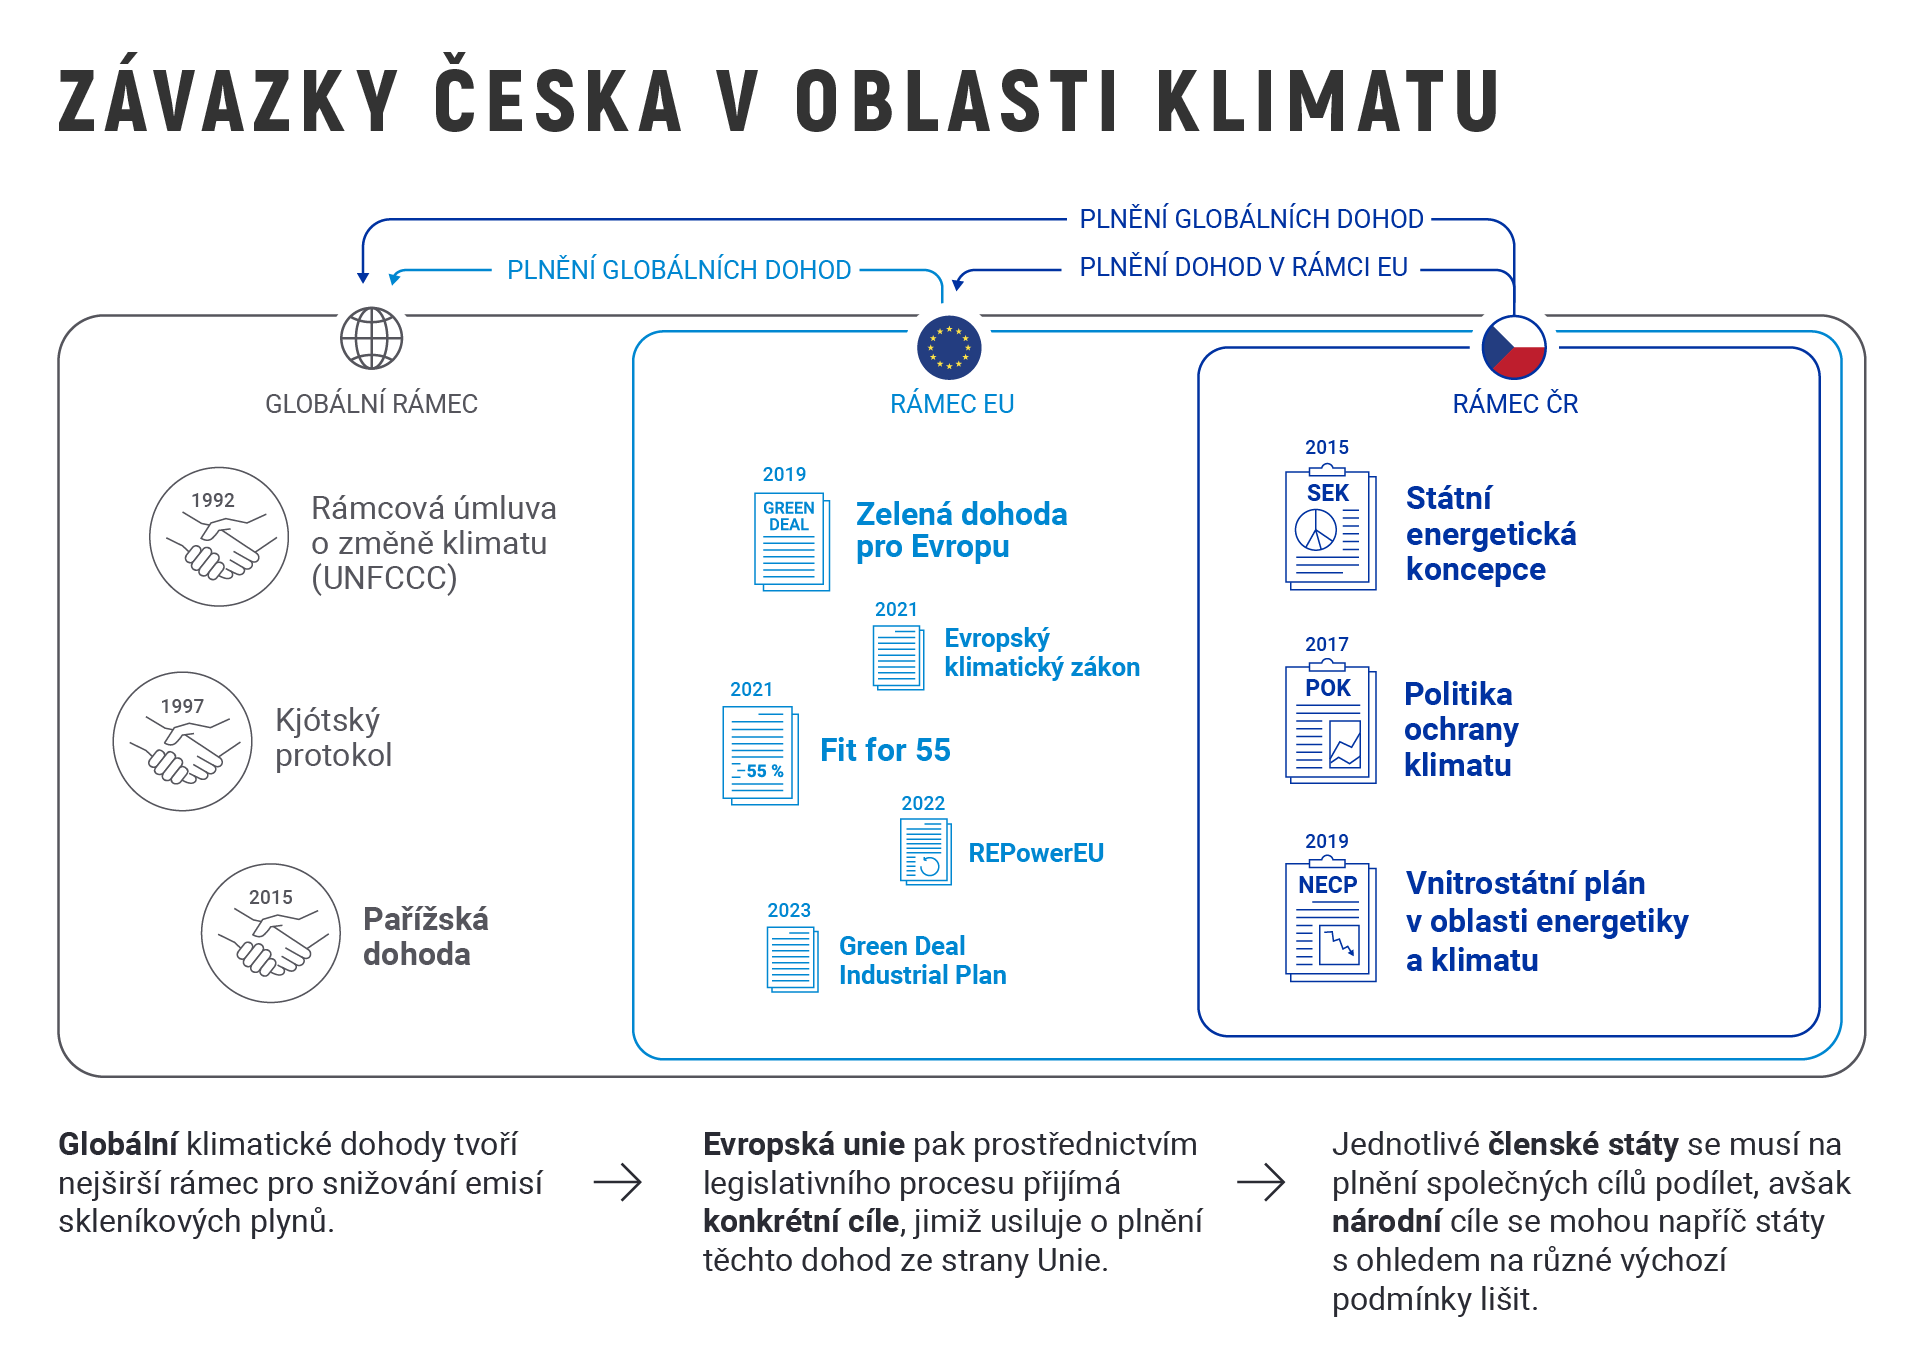 ZÁVAZKY ČESKA V OBLASTI KLIMATU
PLNĚNÍ GLOBÁLNÍCH DOHOD
PLNĚNÍ GLOBÁLNÍCH DOHOD
PLNĚNÍ DOHOD V RÁMCI EU
GLOBÁLNÍ RÁMEC
1992
Rámcová úmluva
o změně klimatu
(UNFCCC)
1997
Kjótský
protokol
2015
Pařížská
dohoda
RÁMEC EU
2019
GREEN
DEAL
Zelená dohoda
pro Evropu
2021
Evropský
klimatický zákon
2021
−55 %
Fit for 55
2022
REPowerEU
2023
Green Deal
Industrial Plan
RÁMEC ČR
2015
SEK
Státní
energetická
koncepce
2017
POK
Politika
ochrany
klimatu
2019
NECP
Vnitrostátní plán
v oblasti energetiky
a klimatu
Globální klimatické dohody tvoří
nejširší rámec pro snižování emisí
skleníkových plynů.
Evropská unie pak prostřednictvím
legislativního procesu přijímá
konkrétní cíle, jimiž usiluje o plnění
těchto dohod ze strany Unie.
Jednotlivé členské státy se musí na
plnění společných cílů podílet, avšak
národní cíle se mohou napříč státy
s ohledem na různé výchozí
podmínky lišit.